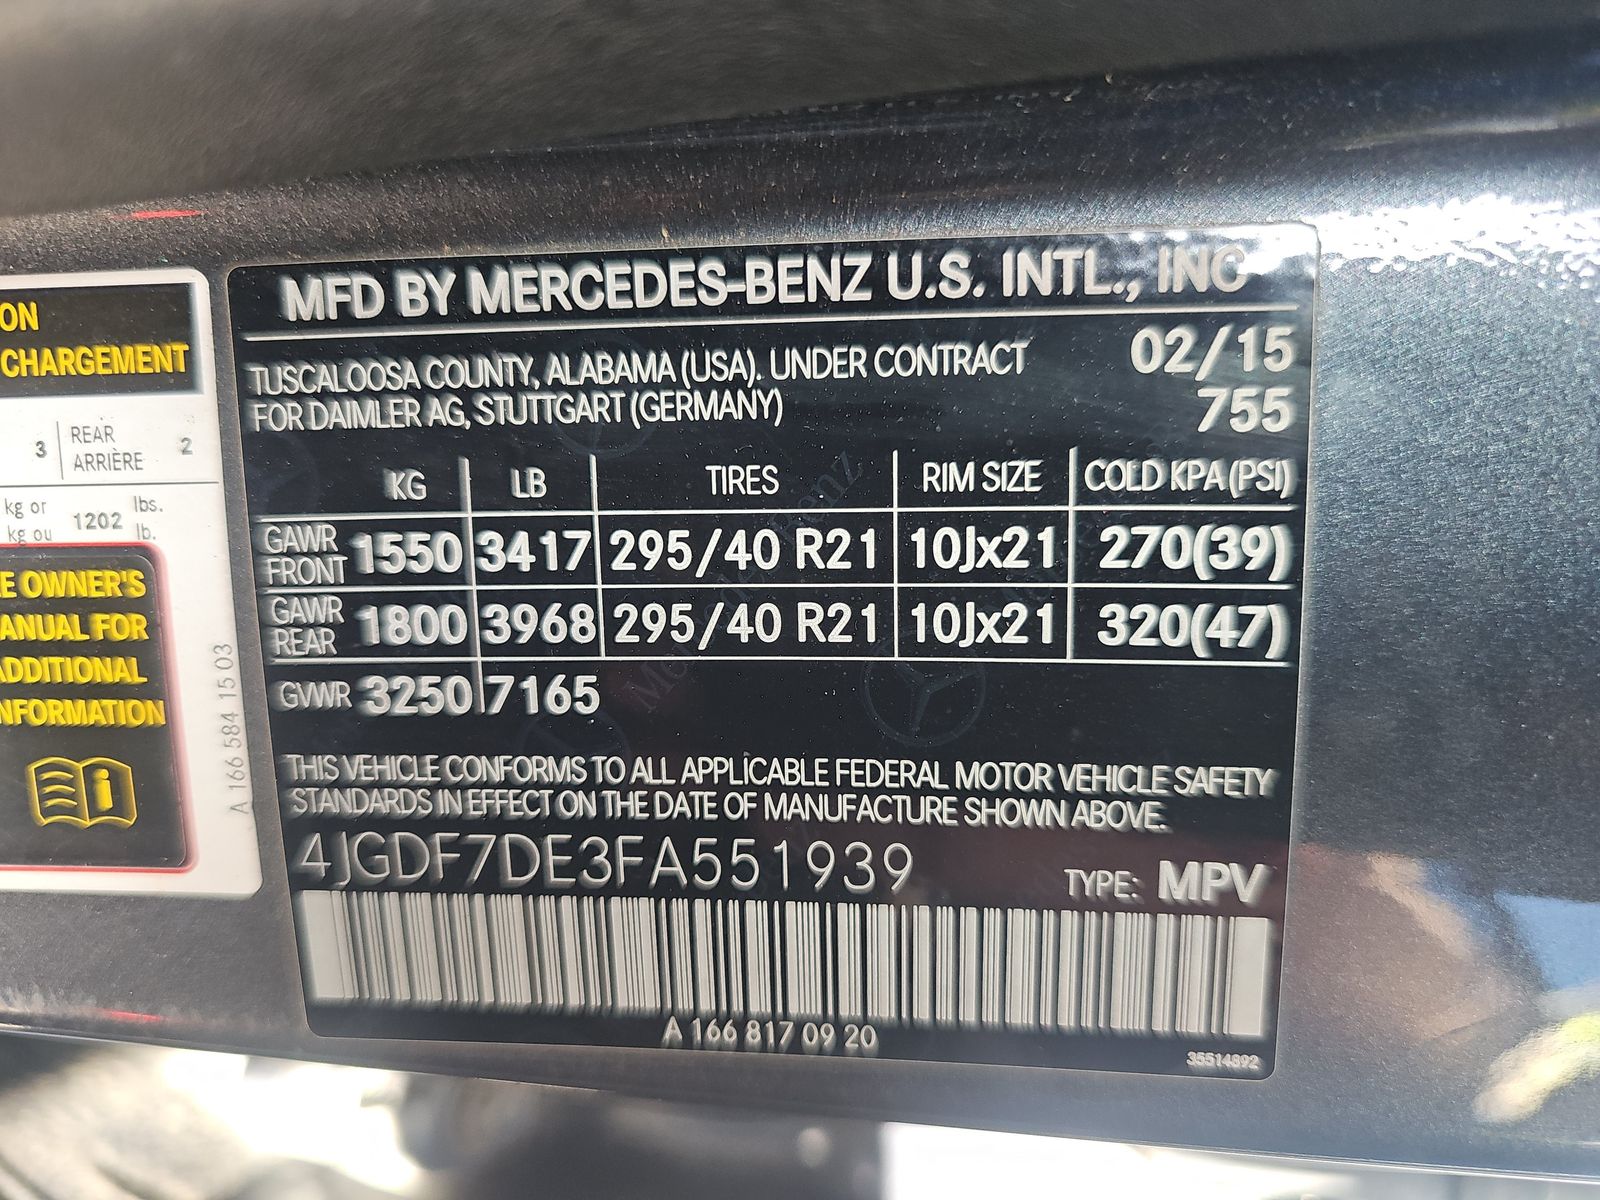 ON
CHARGEMENT
3 REAR 2
ARRIÈRE
kg or 1202 lbs.
kg ou lb.
OWNER'S
FOR
INFORMATION
A 166 584 15 03
MFD BY MERCEDES-BENZ U.S. INTL., INC
TUSCALOOSA COUNTY, ALABAMA (USA). UNDER CONTRACT 02/15
FOR DAIMLER AG, STUTTGART (GERMANY) 755
KG LB TIRES RIM SIZE COLD KPA (PSI)
GAWR FRONT 1550 3417 295/40 R21 10Jx21 270(39)
GAWR REAR 1800 3968 295/40 R21 10Jx21 320(47)
GVWR 3250 7165
THIS VEHICLE CONFORMS TO ALL APPLICABLE FEDERAL MOTOR VEHICLE SAFETY
STANDARDS IN EFFECT ON THE DATE OF MANUFACTURE SHOWN ABOVE.
4JGDF7DE3FA551939 TYPE: MPV
A 166 817 09 20
35514892